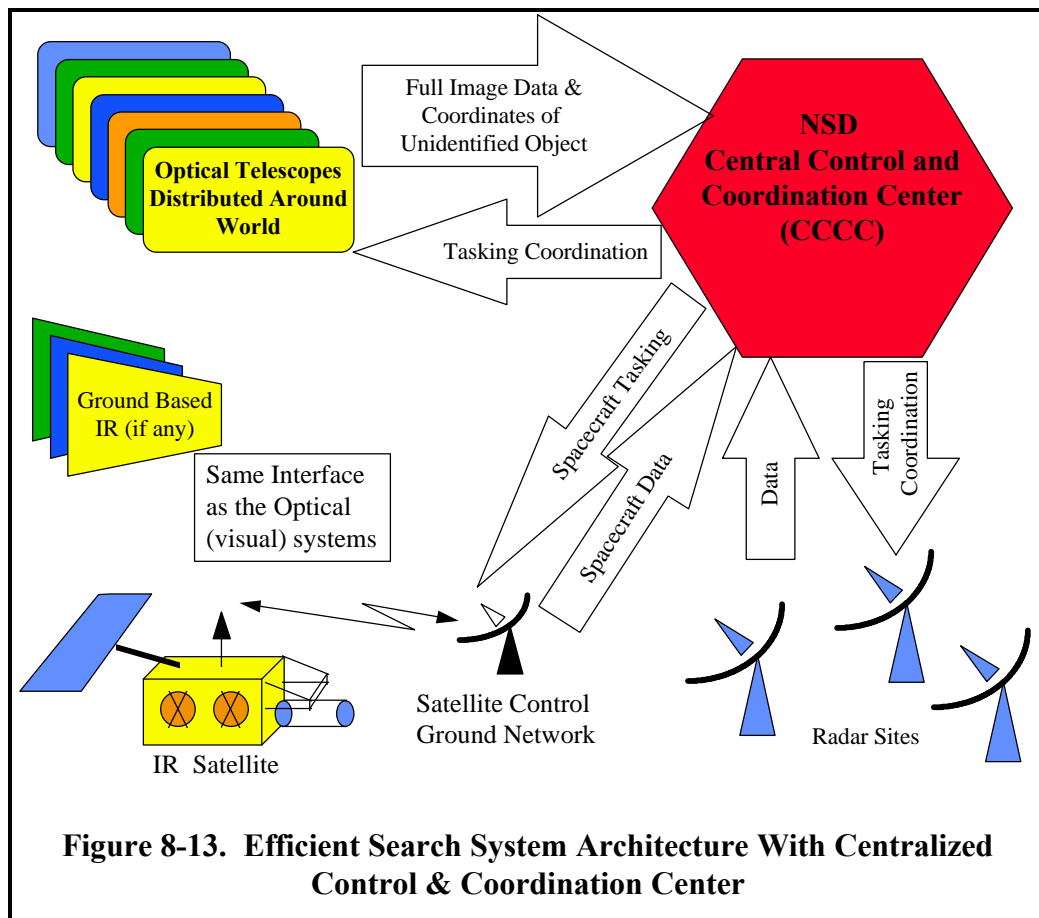 Full Image Data &
Coordinates of
Unidentified Object
NSD
Central Control and
Coordination Center
(CCCC)
Optical Telescopes
Distributed Around
World
Tasking Coordination
Ground Based
IR (if any)
Same Interface
as the Optical
(visual) systems
Spacecraft Tasking
Spacecraft Data
Data
Tasking
Coordination
Satellite Control
Ground Network
Radar Sites
IR Satellite
Figure 8-13. Efficient Search System Architecture With Centralized
Control & Coordination Center